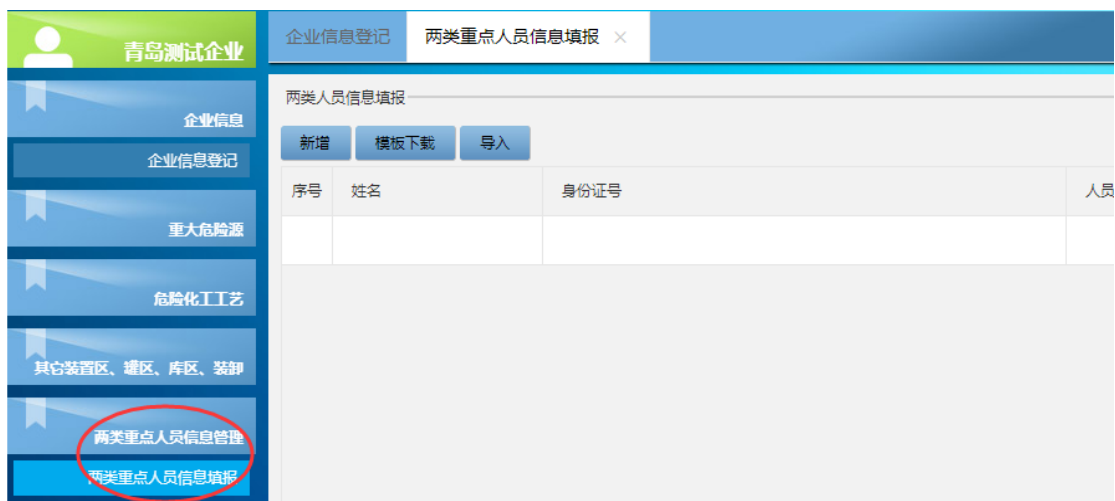 青岛测试企业
企业信息登记 两类重点人员信息填报 ×
企业信息
企业信息登记
重大危险源
危险化工工艺
其它装置区、罐区、库区、装卸
两类重点人员信息管理
两类重点人员信息填报
两类人员信息填报
新增 模板下载 导入
序号 姓名 身份证号 人员